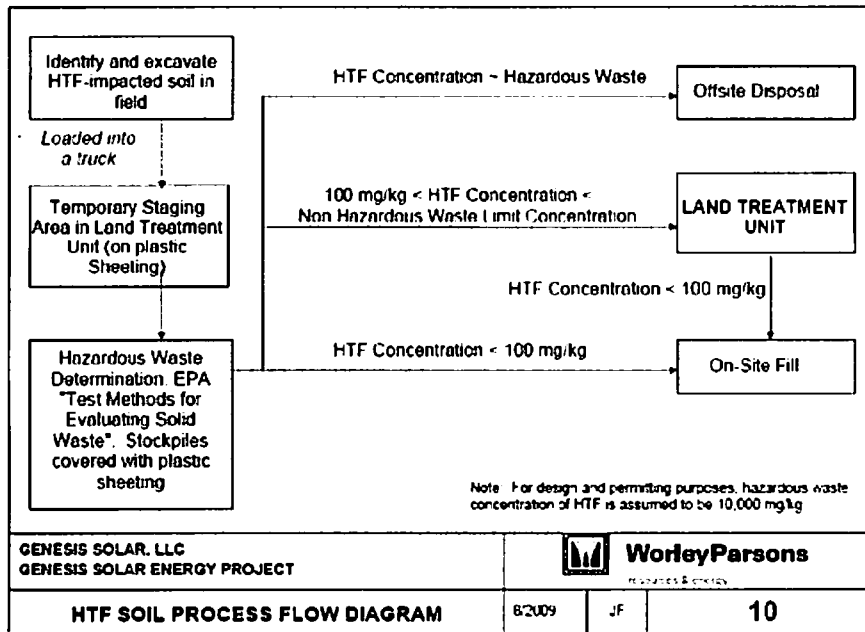 Identify and excavate
HTF-impacted soil in
field
Loaded into
a truck
Temporary Staging
Area in Land Treatment
Unit (on plastic
Sheeting)
Hazardous Waste
Determination. EPA
"Test Methods for
Evaluating Solid
Waste". Stockpiles
covered with plastic
sheeting
HTF Concentration ~ Hazardous Waste
Offsite Disposal
100 mg/kg < HTF Concentration <
Non Hazardous Waste Limit Concentration
LAND TREATMENT
UNIT
HTF Concentration < 100 mg/kg
HTF Concentration < 100 mg/kg
On-Site Fill
Note: For design and permitting purposes, hazardous waste
concentration of HTF is assumed to be 10,000 mg/kg
GENESIS SOLAR, LLC
GENESIS SOLAR ENERGY PROJECT
WorleyParsons
resources & energy
HTF SOIL PROCESS FLOW DIAGRAM
8/2009
JF
10